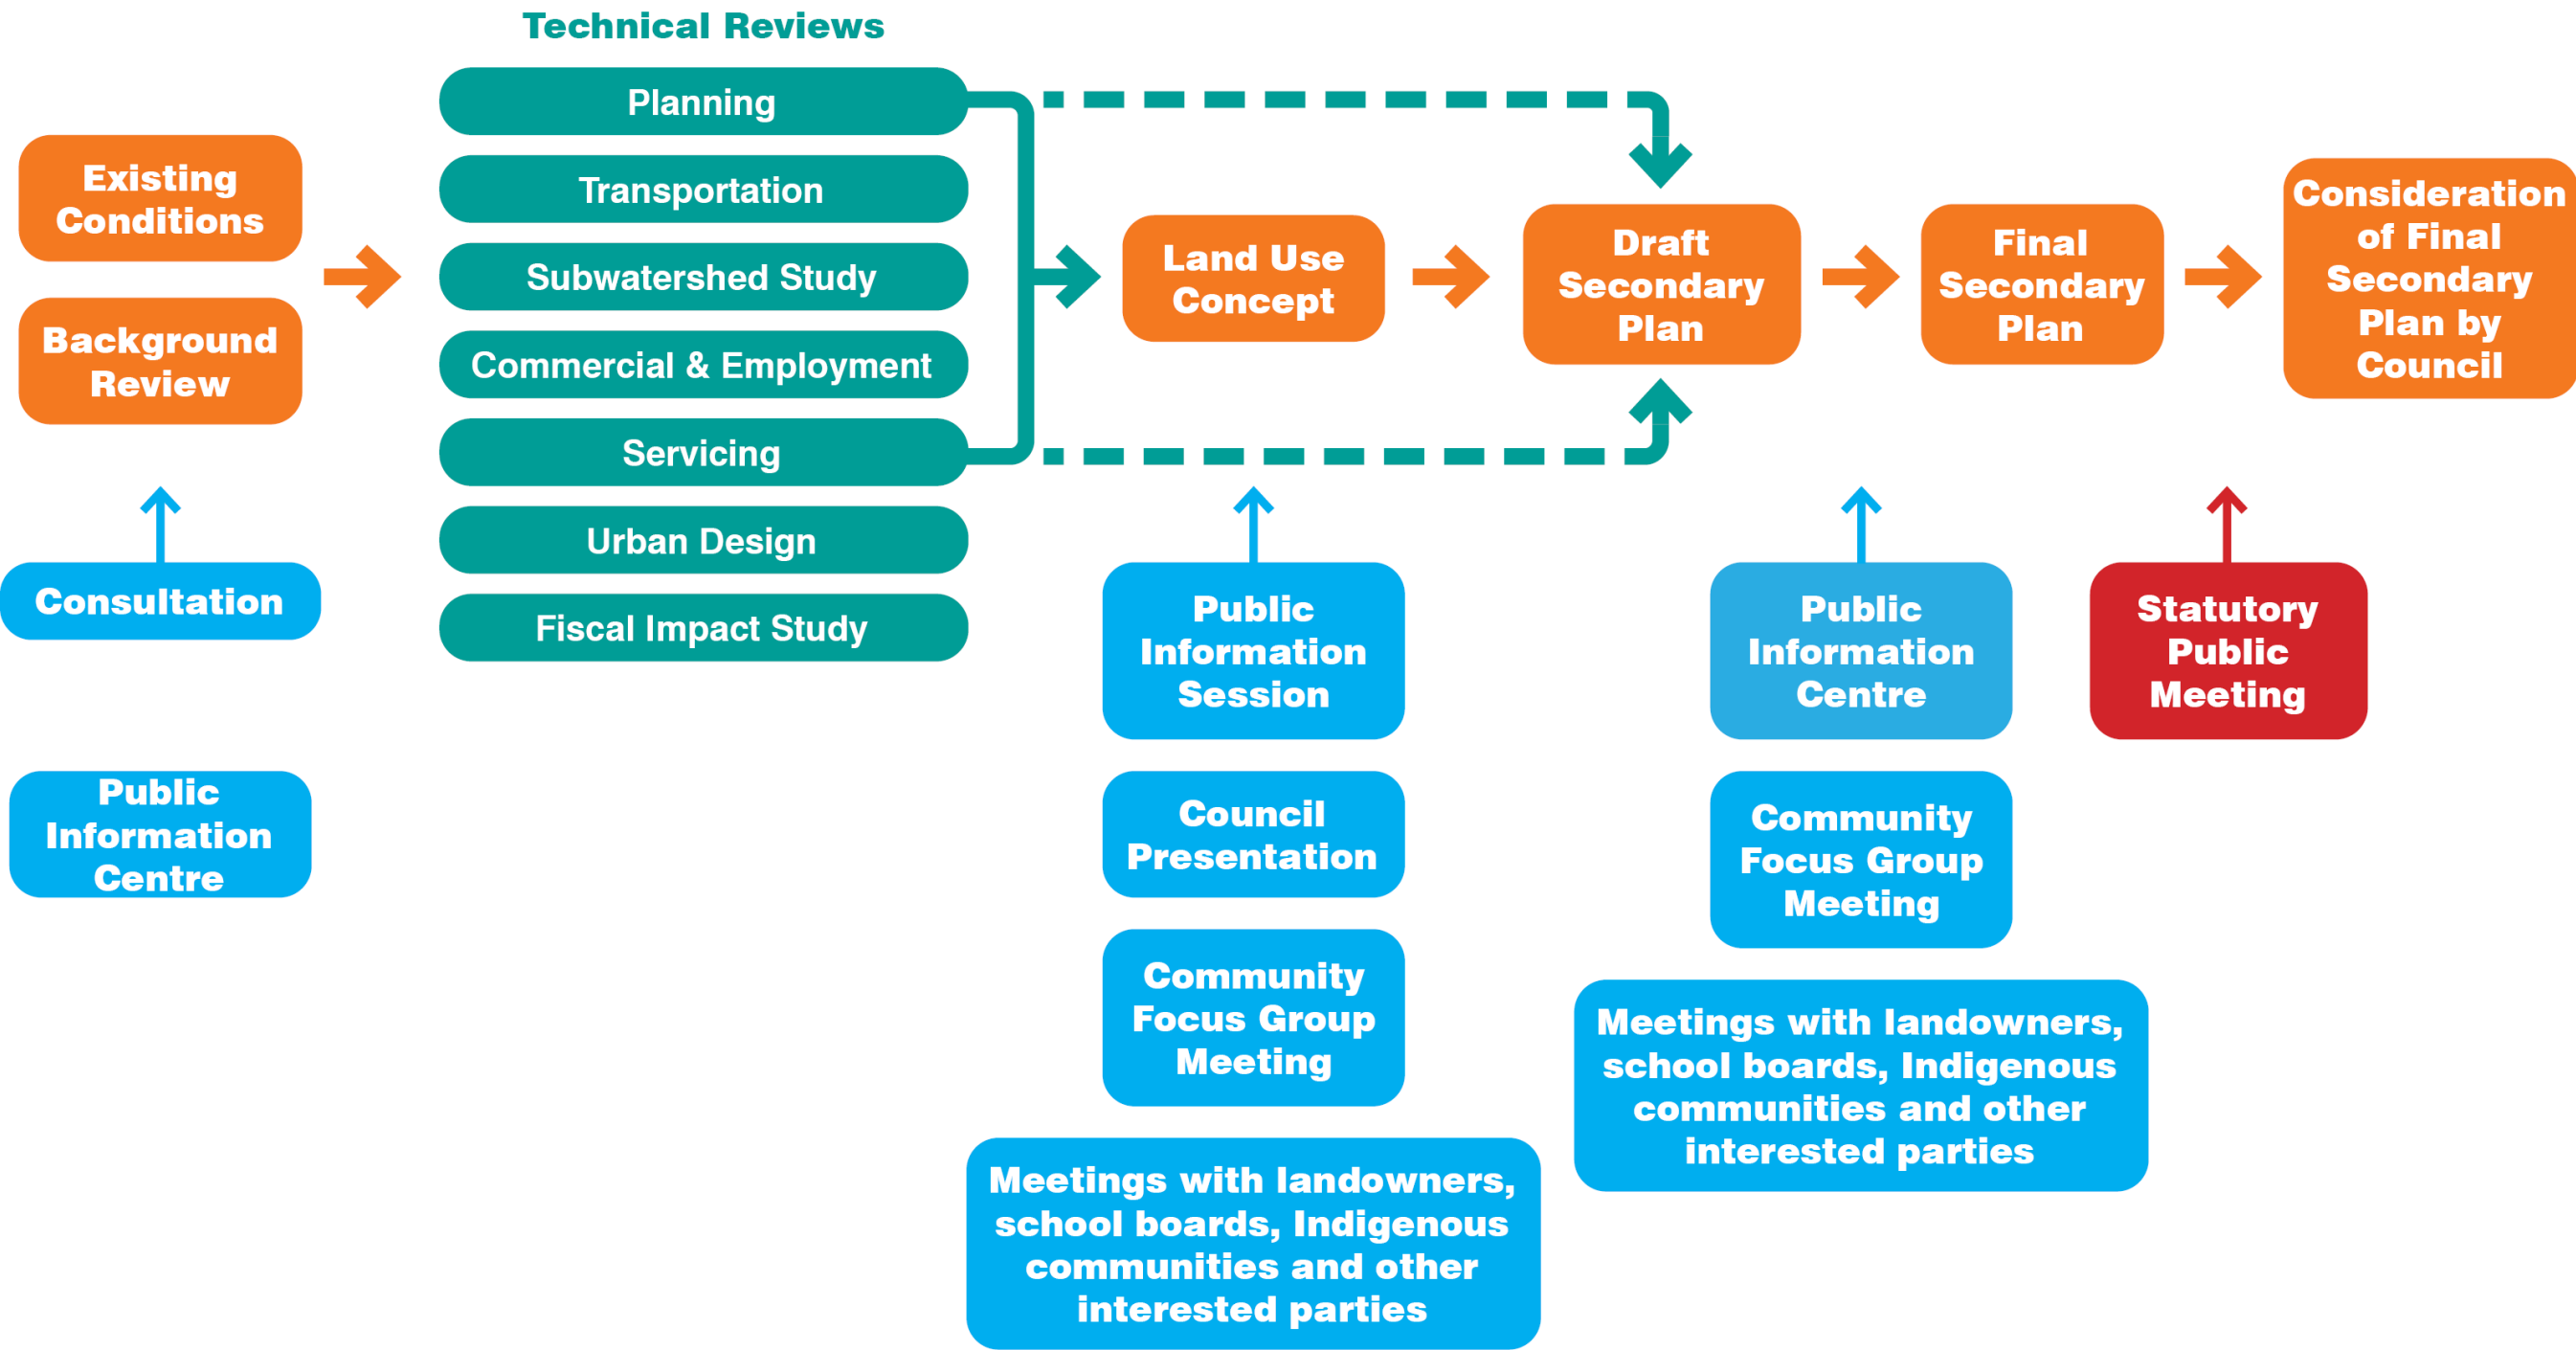 Technical Reviews
Existing
Conditions
Background
Review
Consultation
Public
Information
Centre
Planning
Transportation
Subwatershed Study
Commercial & Employment
Servicing
Urban Design
Fiscal Impact Study
Land Use
Concept
Public
Information
Session
Council
Presentation
Community
Focus Group
Meeting
Meetings with landowners,
school boards, Indigenous
communities and other
interested parties
Draft
Secondary
Plan
Final
Secondary
Plan
Public
Information
Centre
Community
Focus Group
Meeting
Meetings with landowners,
school boards, Indigenous
communities and other
interested parties
Consideration
of Final
Secondary
Plan by
Council
Statutory
Public
Meeting